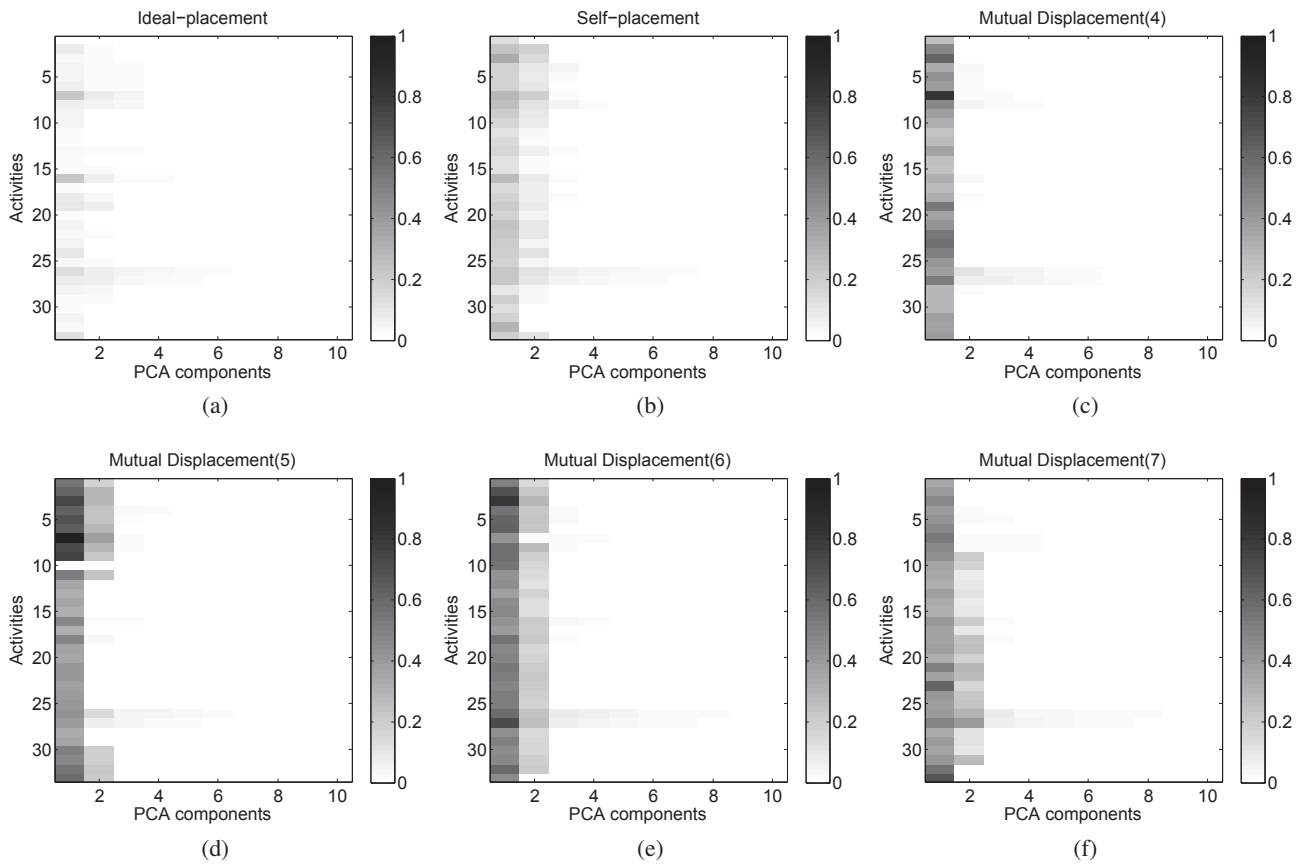 Ideal−placement
Activities
5
10
15
20
25
30
2 4 6 8 10
PCA components
1
0.8
0.6
0.4
0.2
0
(a)
Self−placement
Activities
5
10
15
20
25
30
2 4 6 8 10
PCA components
1
0.8
0.6
0.4
0.2
0
(b)
Mutual Displacement(4)
Activities
5
10
15
20
25
30
2 4 6 8 10
PCA components
1
0.8
0.6
0.4
0.2
0
(c)
Mutual Displacement(5)
Activities
5
10
15
20
25
30
2 4 6 8 10
PCA components
1
0.8
0.6
0.4
0.2
0
(d)
Mutual Displacement(6)
Activities
5
10
15
20
25
30
2 4 6 8 10
PCA components
1
0.8
0.6
0.4
0.2
0
(e)
Mutual Displacement(7)
Activities
5
10
15
20
25
30
2 4 6 8 10
PCA components
1
0.8
0.6
0.4
0.2
0
(f)